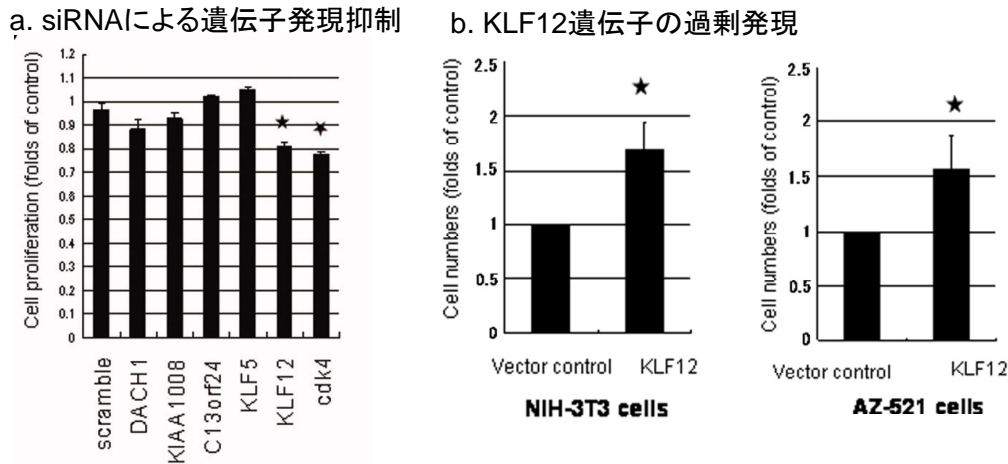 a. siRNAによる遺伝子発現抑制
Cell proliferation (folds of control)
1.2
1.1
1
0.9
0.8
0.7
0.6
0.5
0.4
0.3
0.2
0.1
0
scramble
DACH1
KIAA1008
C13orf24
KLF5
KLF12
cdk4
b. KLF12遺伝子の過剰発現
Cell numbers (folds of control)
2.5
2
1.5
1
0.5
0
Vector control KLF12
NIH-3T3 cells
Cell numbers (folds of control)
2.5
2
1.5
1
0.5
0
Vector control KLF12
AZ-521 cells